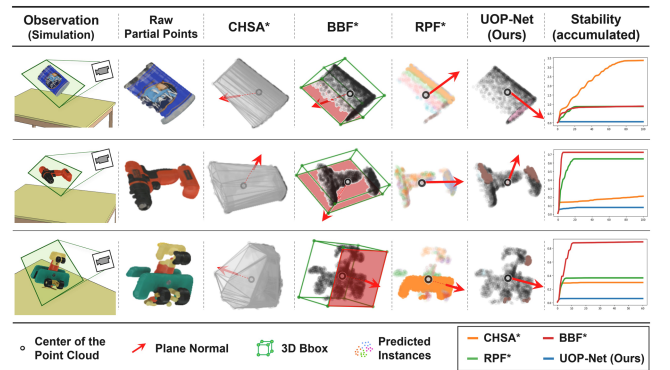 Observation
(Simulation)
Raw
Partial Points
CHSA*
BBF*
RPF*
UOP-Net
(Ours)
Stability
(accumulated)
Center of the
Point Cloud
Plane Normal
3D Bbox
Predicted
Instances
CHSA*
BBF*
RPF*
UOP-Net (Ours)